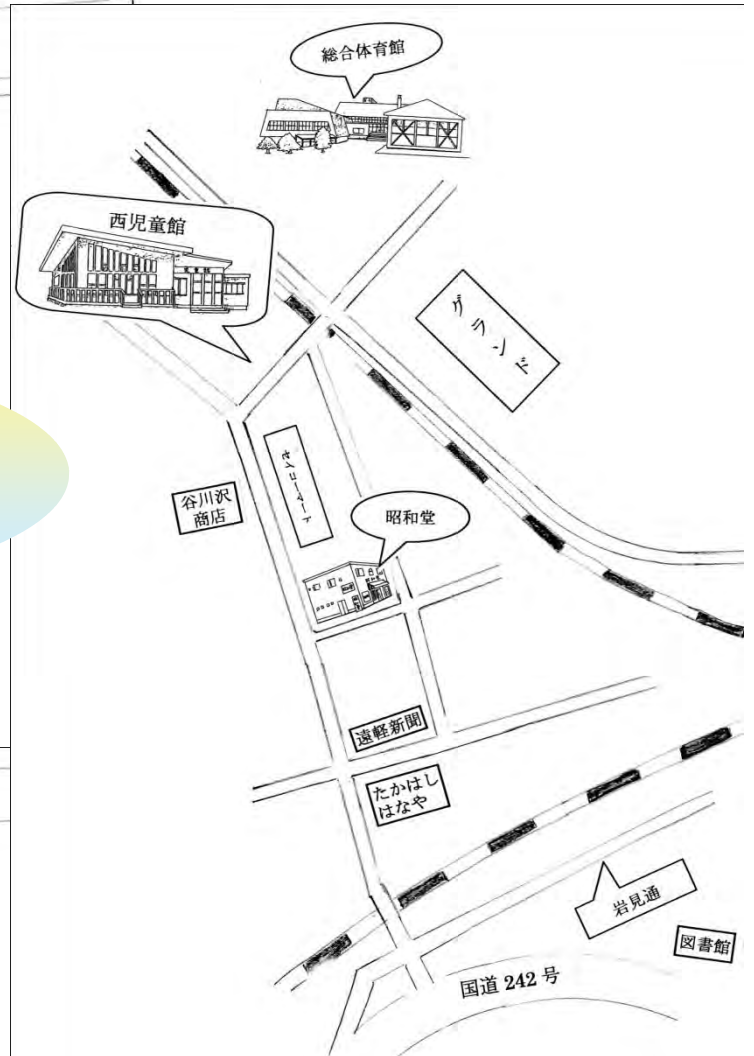 総合体育館
西児童館
グランド
セイコーマート
谷川沢
商店
昭和堂
遠軽新聞
たかはし
はなや
岩見通
図書館
国道 242 号